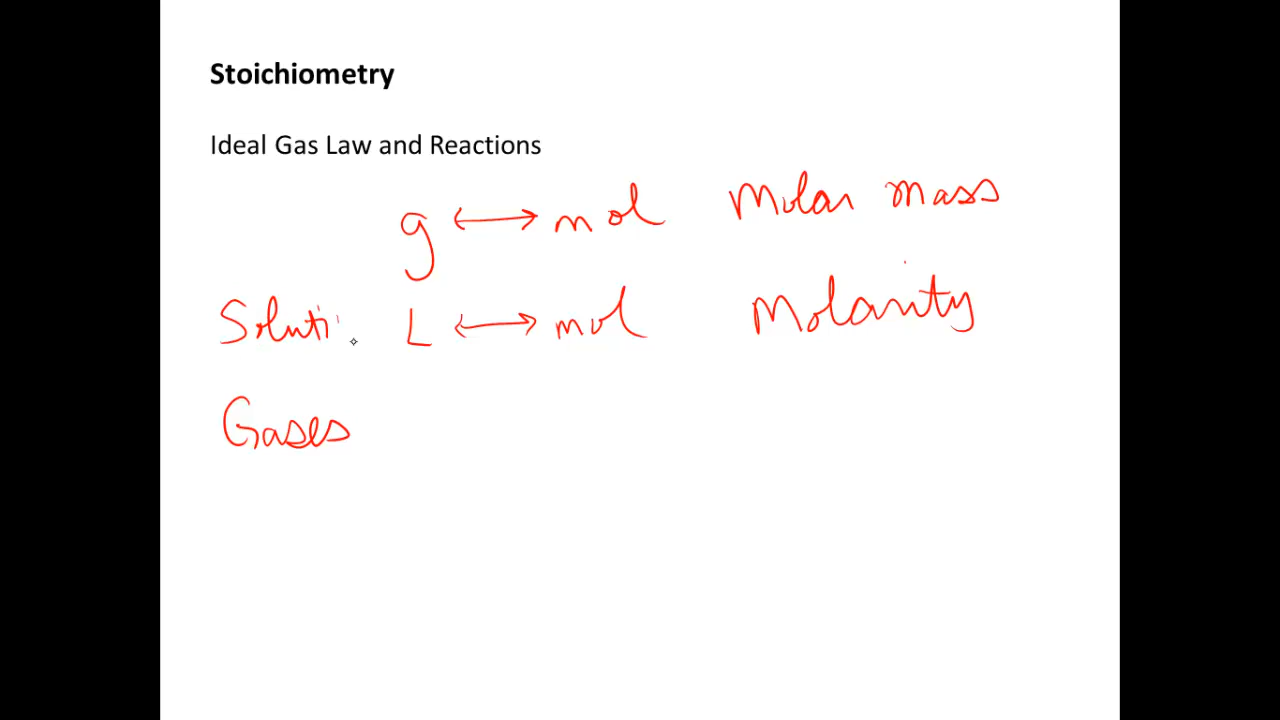 Stoichiometry
Ideal Gas Law and Reactions
g ⟷ mol Molar mass
Soluti L ⟷ mol Molarity
Gases